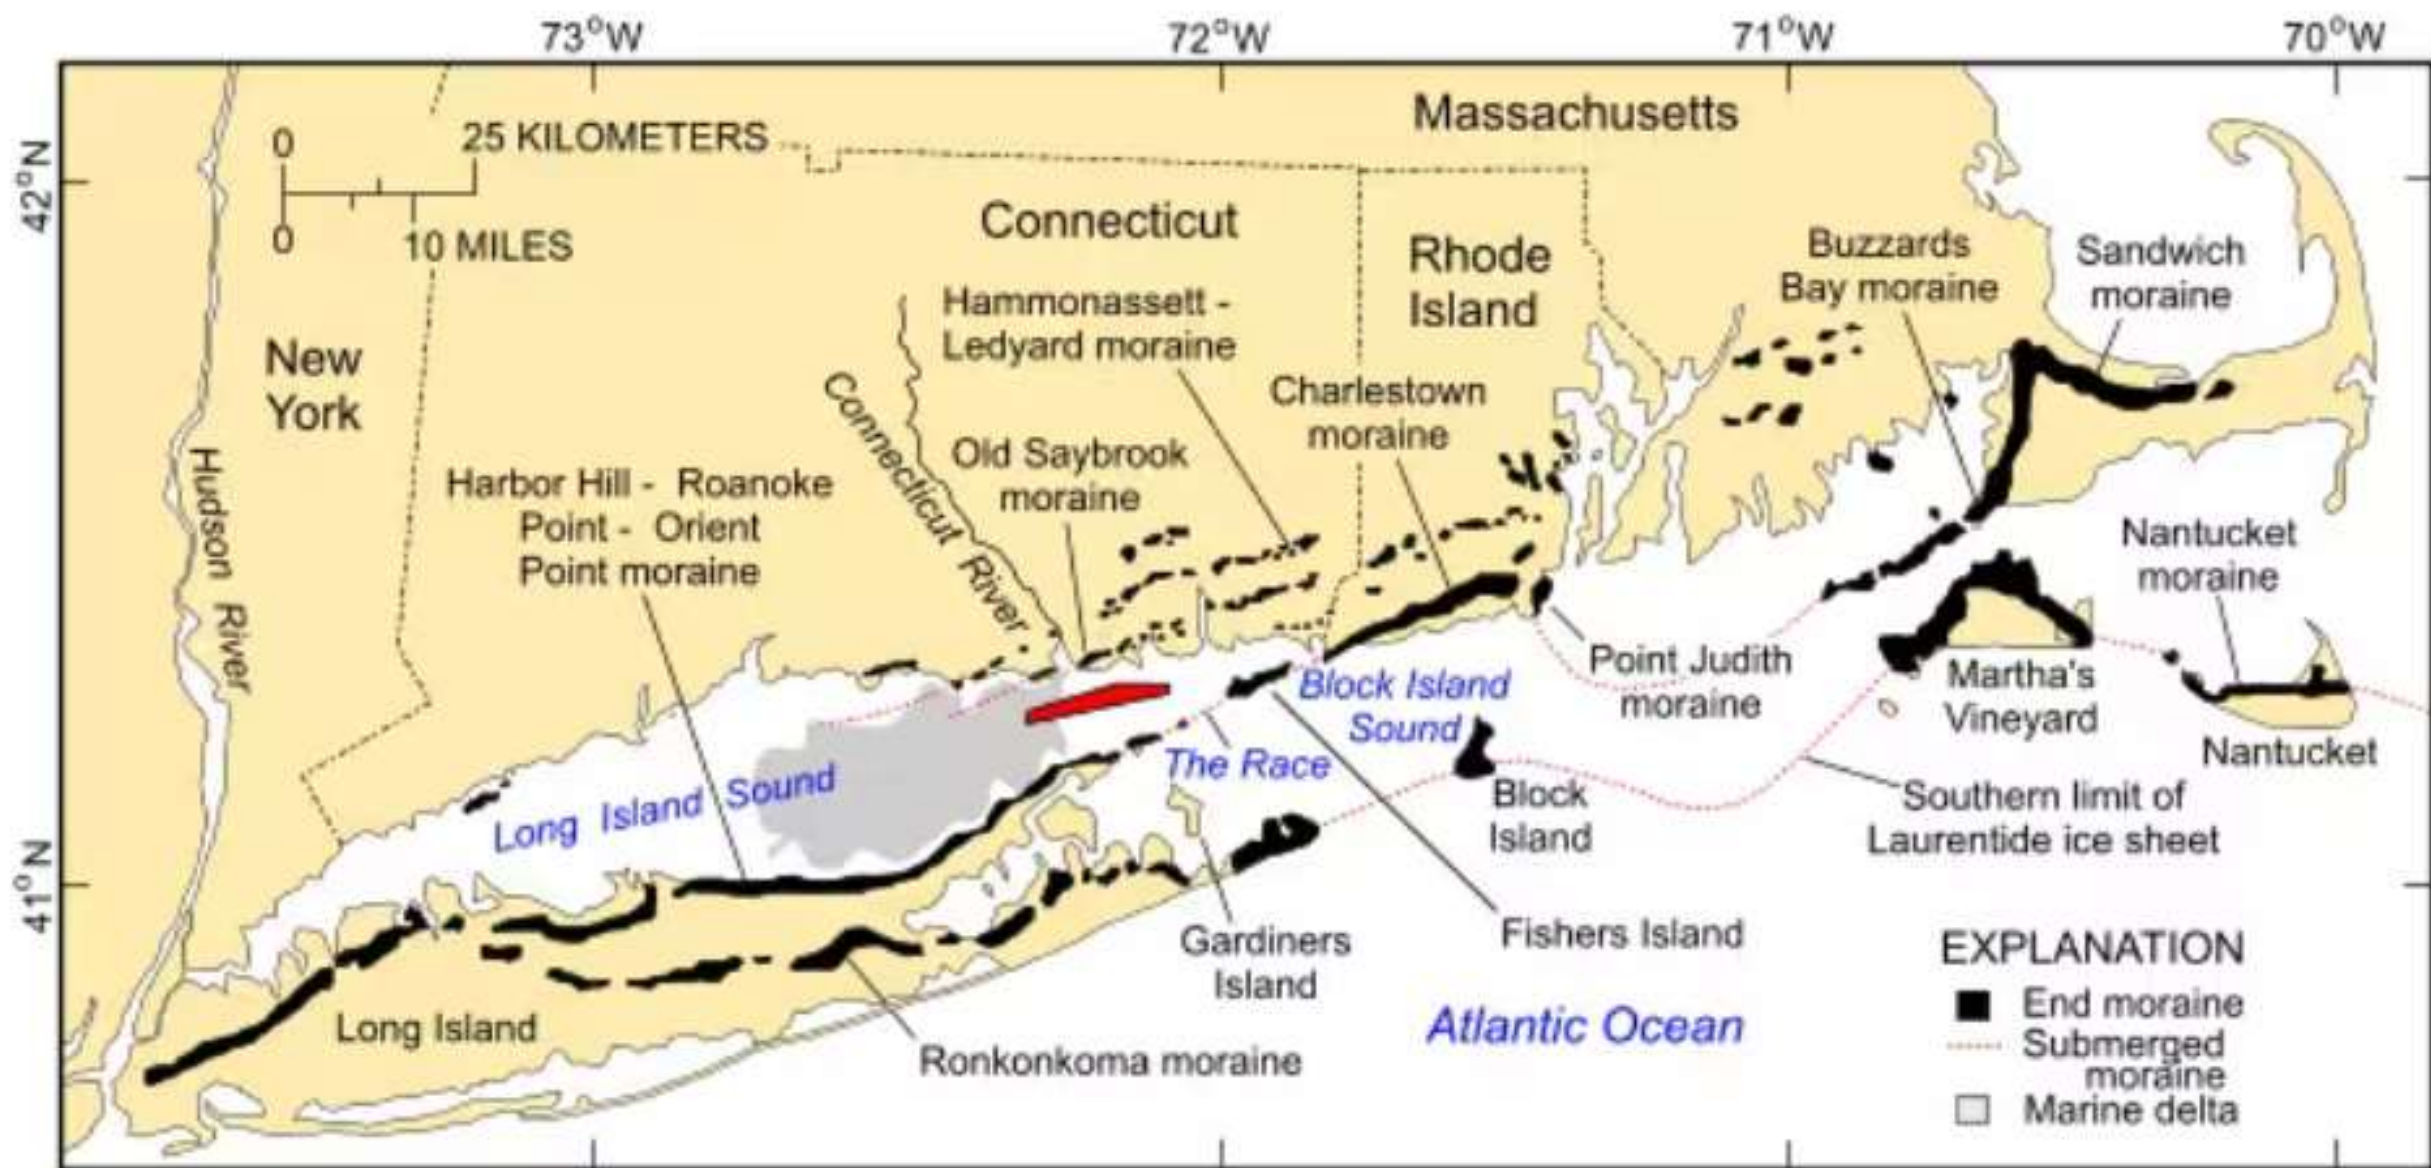 73°W
72°W
71°W
70°W
42°N
41°N
0
25 KILOMETERS
0
10 MILES
Massachusetts
Connecticut
Rhode
Island
New
York
Hudson River
Connecticut River
Hammonassett -
Ledyard moraine
Charlestown
moraine
Old Saybrook
moraine
Harbor Hill - Roanoke
Point - Orient
Point moraine
Buzzards
Bay moraine
Sandwich
moraine
Nantucket
moraine
Point Judith
moraine
Martha's
Vineyard
Nantucket
Block Island
Sound
The Race
Long Island Sound
Block
Island
Southern limit of
Laurentide ice sheet
Gardiners
Island
Fishers Island
Long Island
Ronkonkoma moraine
Atlantic Ocean
EXPLANATION
End moraine
Submerged
moraine
Marine delta